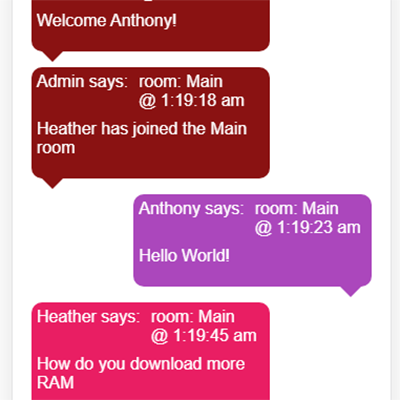 Welcome Anthony!
Admin says: room: Main
@ 1:19:18 am
Heather has joined the Main
room
Anthony says: room: Main
@ 1:19:23 am
Hello World!
Heather says: room: Main
@ 1:19:45 am
How do you download more
RAM